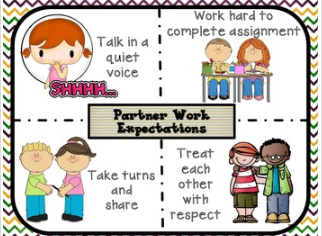 Talk in a
quiet
voice
SHHHH...
Work hard to
complete assignment
Partner Work
Expectations
Take turns
and
share
Treat
each
other
with
respect